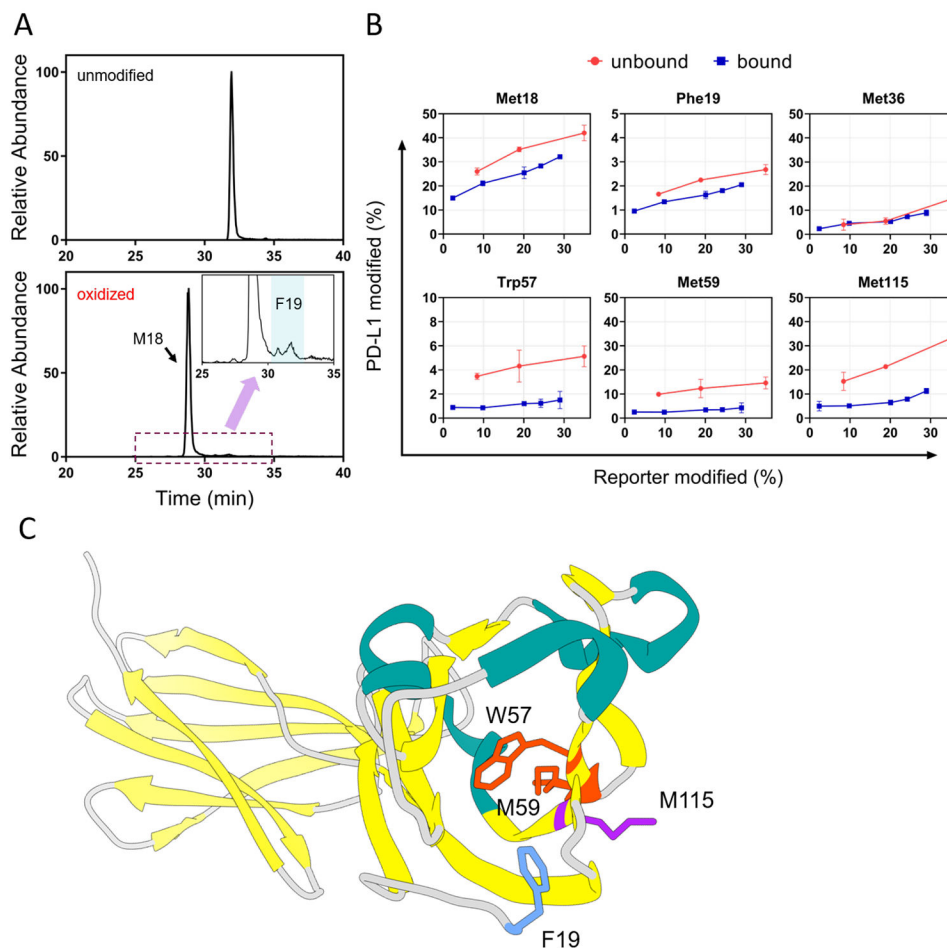 A
unmodified
Relative Abundance
100
50
0
20 25 30 35 40
oxidized
M18
F19
25 30 35
Relative Abundance
100
50
0
20 25 30 35 40
Time (min)
B
unbound bound
Met18
50
40
30
20
10
0
0 10 20 30
Phe19
5
4
3
2
1
0
0 10 20 30
Met36
50
40
30
20
10
0
0 10 20 30
Trp57
10
8
6
4
2
0
0 10 20 30
Met59
50
40
30
20
10
0
0 10 20 30
Met115
50
40
30
20
10
0
0 10 20 30
PD-L1 modified (%)
Reporter modified (%)
C
W57
M59
M115
F19